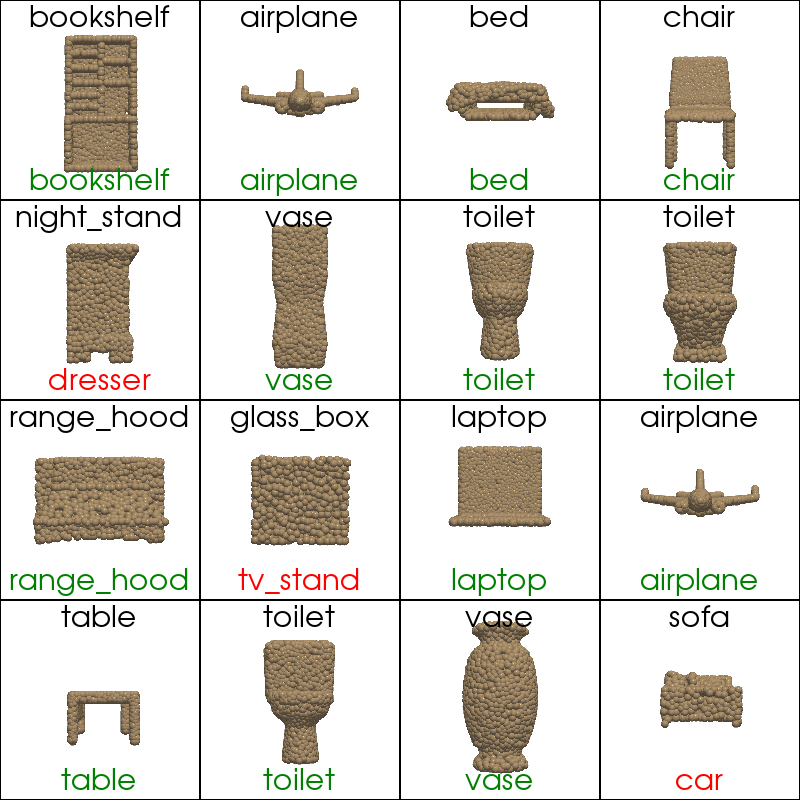 bookshelf airplane bed chair
bookshelf airplane bed chair
night_stand vase toilet toilet
dresser vase toilet toilet
range_hood glass_box laptop airplane
range_hood tv_stand laptop airplane
table toilet vase sofa
table toilet vase car